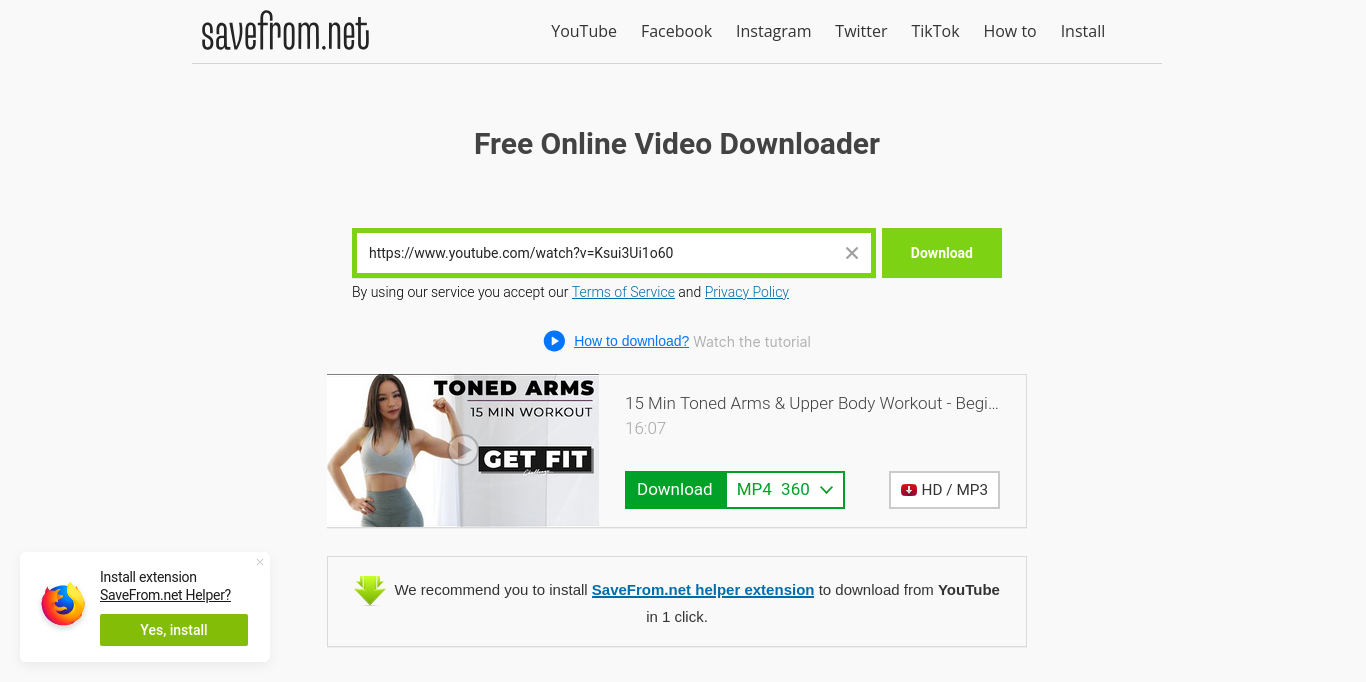 savefrom.net
YouTube Facebook Instagram Twitter TikTok How to Install
Free Online Video Downloader
https://www.youtube.com/watch?v=Ksui3Ui1o60
Download
By using our service you accept our Terms of Service and Privacy Policy
How to download? Watch the tutorial
TONED ARMS
15 MIN WORKOUT
GET FIT
Challenge
15 Min Toned Arms & Upper Body Workout - Begi...
16:07
Download MP4 360
HD / MP3
We recommend you to install SaveFrom.net helper extension to download from YouTube
in 1 click.
Install extension
SaveFrom.net Helper?
Yes, install